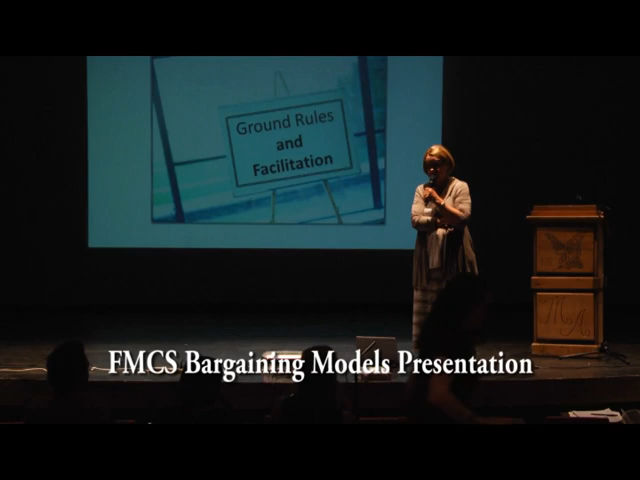 Ground Rules
and
Facilitation
M A
FMCS Bargaining Models Presentation